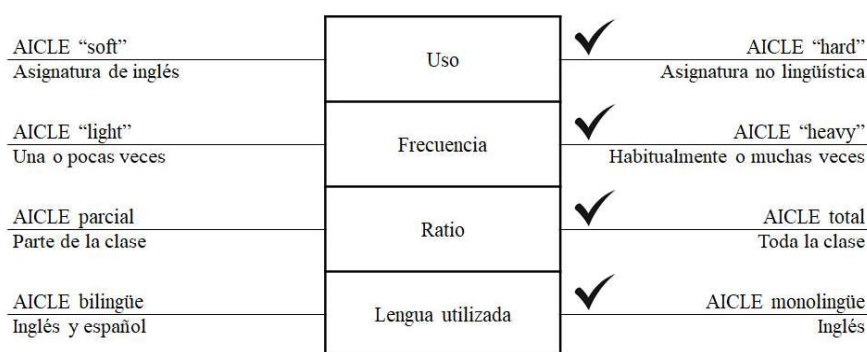 AICLE “soft”
Asignatura de inglés
Uso
AICLE “hard”
Asignatura no lingüística
AICLE “light”
Una o pocas veces
Frecuencia
AICLE “heavy”
Habitualmente o muchas veces
AICLE parcial
Parte de la clase
Ratio
AICLE total
Toda la clase
AICLE bilingüe
Inglés y español
Lengua utilizada
AICLE monolingüe
Inglés